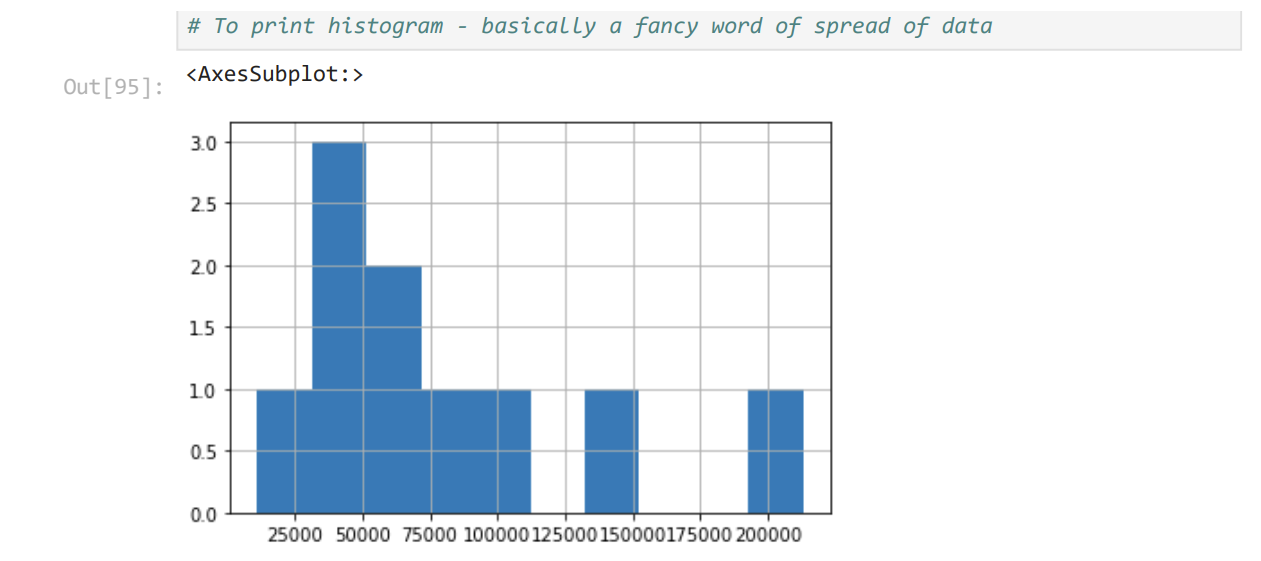 # To print histogram - basically a fancy word of spread of data
Out[95]: <AxesSubplot:>
3.0
2.5
2.0
1.5
1.0
0.5
0.0
25000 50000 75000 100000 125000 150000 175000 200000